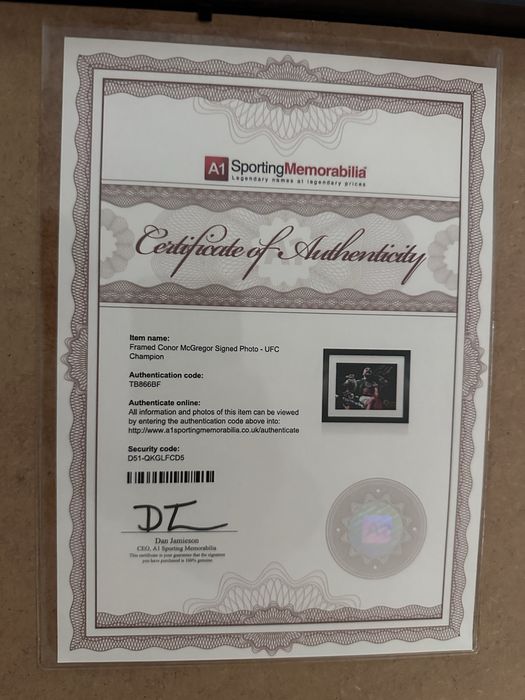 A1 SportingMemorabilia
Legendary names at legendary prices
Certificate of Authenticity
Item name:
Framed Conor McGregor Signed Photo - UFC
Champion
Authentication code:
TB866BF
Authenticate online:
All information and photos of this item can be viewed
by entering the authentication code above into:
http://www.a1sportingmemorabilia.co.uk/authenticate
Security code:
D51-QKGLFCD5
Dan Jamieson
CEO, A1 Sporting Memorabilia
This certificate is your guarantee that the signature
you have purchased is 100% genuine
A1